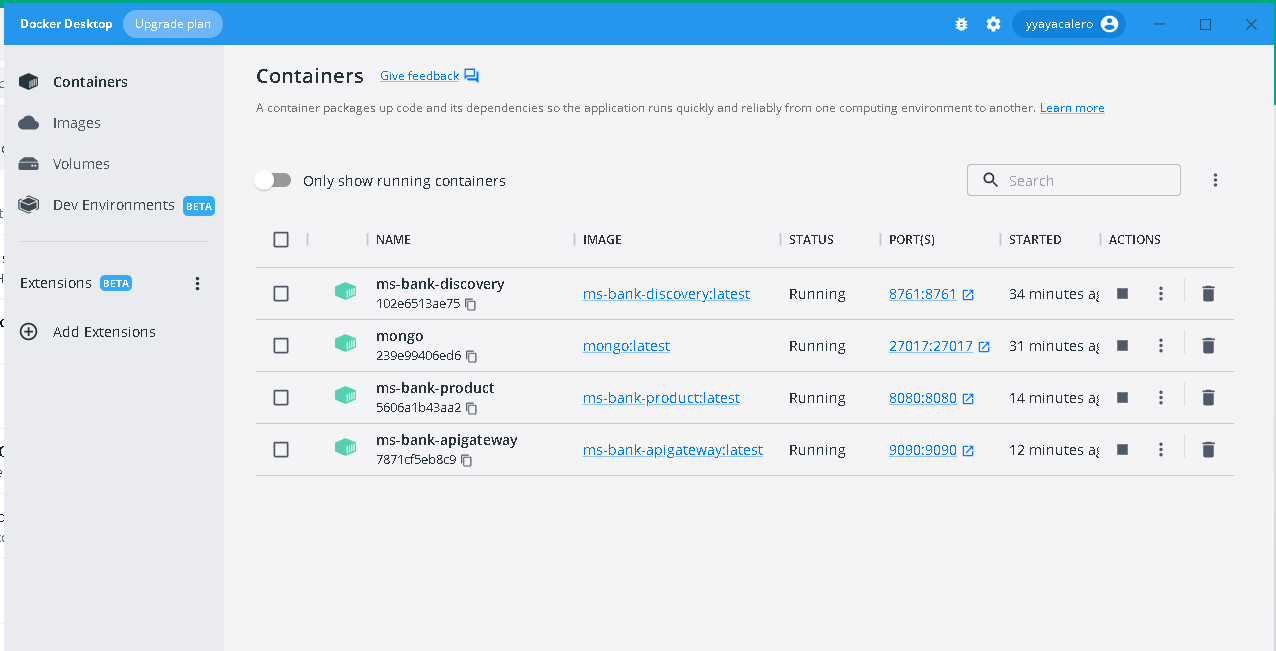 Docker Desktop Upgrade plan yyayacalero
Containers
Images
Volumes
Dev Environments BETA
Extensions BETA
Add Extensions
Containers Give feedback
A container packages up code and its dependencies so the application runs quickly and reliably from one computing environment to another. Learn more
Only show running containers Search
NAME IMAGE STATUS PORT(S) STARTED ACTIONS
ms-bank-discovery
102e6513ae75 ms-bank-discovery:latest Running 8761:8761 34 minutes ag
mongo
239e99406ed6 mongo:latest Running 27017:27017 31 minutes ag
ms-bank-product
5606a1b43aa2 ms-bank-product:latest Running 8080:8080 14 minutes ag
ms-bank-apigateway
7871cf5eb8c9 ms-bank-apigateway:latest Running 9090:9090 12 minutes ag